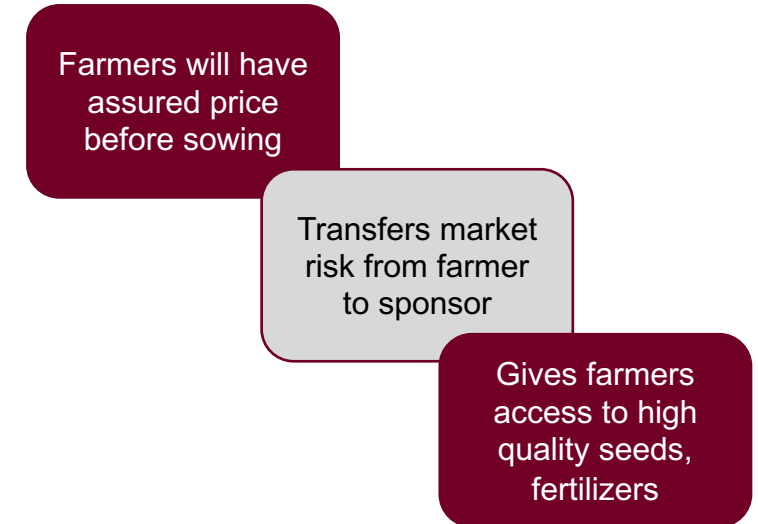 Farmers will have
assured price
before sowing
Transfers market
risk from farmer
to sponsor
Gives farmers
access to high
quality seeds,
fertilizers